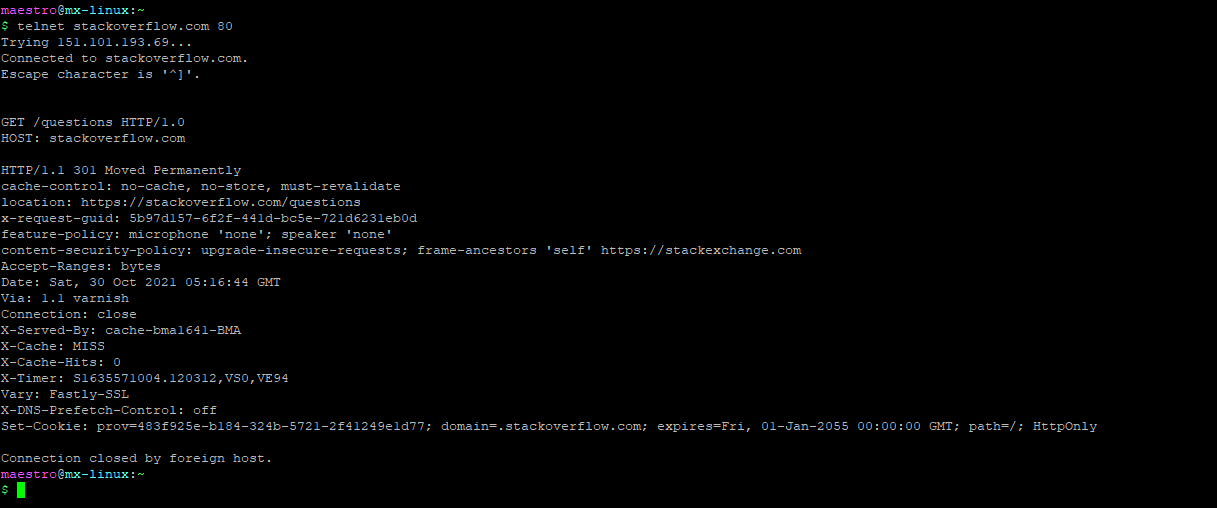 maestro@mx-linux:~
$ telnet stackoverflow.com 80
Trying 151.101.193.69...
Connected to stackoverflow.com.
Escape character is '^]'.
GET /questions HTTP/1.0
HOST: stackoverflow.com
HTTP/1.1 301 Moved Permanently
cache-control: no-cache, no-store, must-revalidate
location: https://stackoverflow.com/questions
x-request-guid: 5b97d157-6f2f-441d-bc5e-721d6231eb0d
feature-policy: microphone 'none'; speaker 'none'
content-security-policy: upgrade-insecure-requests; frame-ancestors 'self' https://stackexchange.com
Accept-Ranges: bytes
Date: Sat, 30 Oct 2021 05:16:44 GMT
Via: 1.1 varnish
Connection: close
X-Served-By: cache-bma1641-BMA
X-Cache: MISS
X-Cache-Hits: 0
X-Timer: S1635571004.120312,VS0,VE94
Vary: Fastly-SSL
X-DNS-Prefetch-Control: off
Set-Cookie: prov=483f925e-b184-324b-5721-2f41249e1d77; domain=.stackoverflow.com; expires=Fri, 01-Jan-2055 00:00:00 GMT; path=/; HttpOnly
Connection closed by foreign host.
maestro@mx-linux:~
$